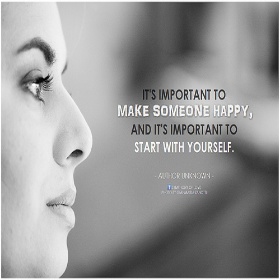 IT'S IMPORTANT TO
MAKE SOMEONE HAPPY,
AND IT'S IMPORTANT TO
START WITH YOURSELF.
- AUTHOR UNKNOWN -